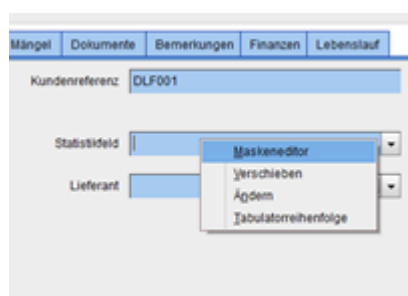 Mängel Dokumente Bemerkungen Finanzen Lebenslauf
Kundenreferenz DLF001
Statistikfeld
Maskeneditor
Verschieben
Lieferant
Ändern
Tabulatorreihenfolge